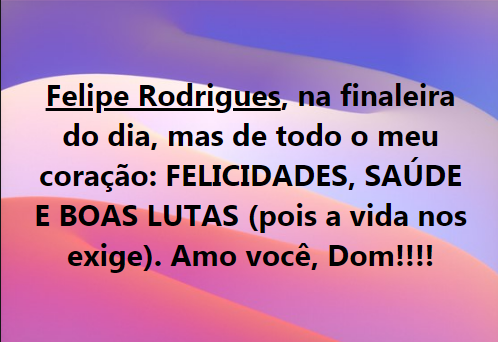 Felipe Rodrigues, na finaleira
do dia, mas de todo o meu
coração: FELICIDADES, SAÚDE
E BOAS LUTAS (pois a vida nos
exige). Amo você, Dom!!!!